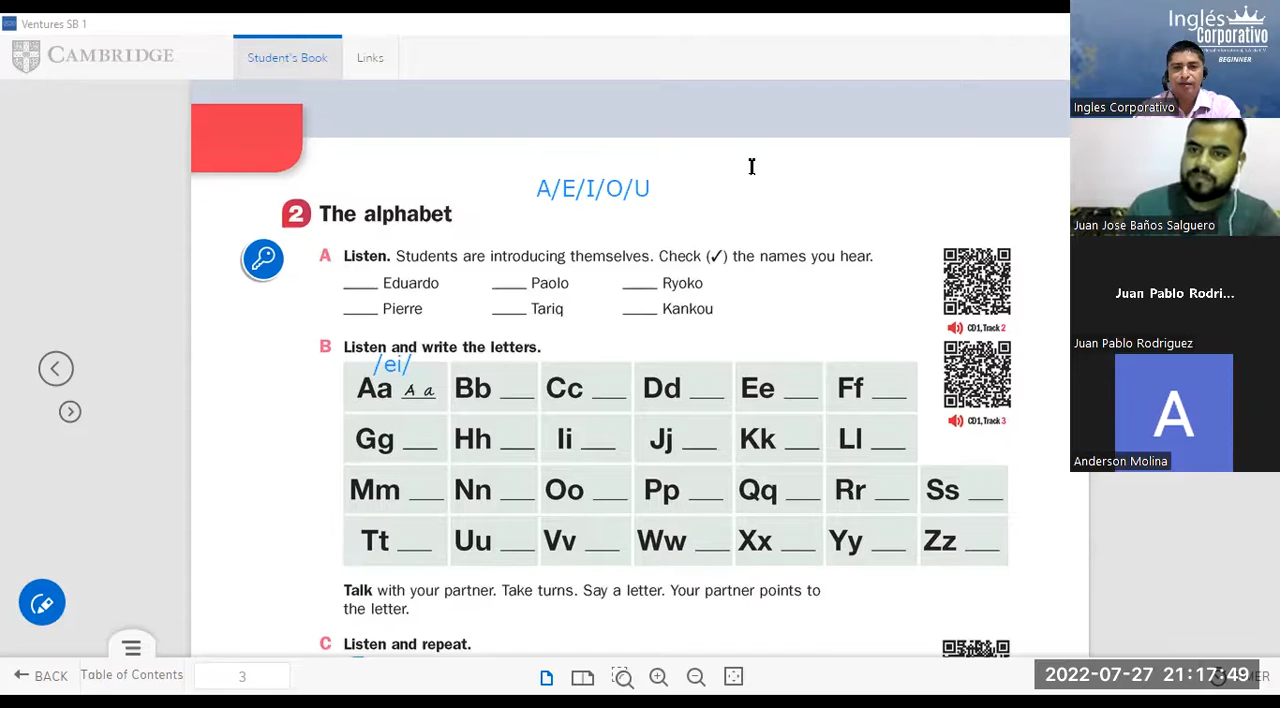 Ventures SB 1
CAMBRIDGE
Student's Book
Links
A/E/I/O/U
2 The alphabet
A Listen. Students are introducing themselves. Check (✓) the names you hear.
____ Eduardo ____ Paolo ____ Ryoko
____ Pierre ____ Tariq ____ Kankou
CD1, Track 2
B Listen and write the letters.
/ei/
Aa A a Bb ___ Cc ___ Dd ___ Ee ___ Ff ___
CD1, Track 3
Gg ___ Hh ___ Ii ___ Jj ___ Kk ___ Ll ___
Mm ___ Nn ___ Oo ___ Pp ___ Qq ___ Rr ___ Ss ___
Tt ___ Uu ___ Vv ___ Ww ___ Xx ___ Yy ___ Zz ___
Talk with your partner. Take turns. Say a letter. Your partner points to
the letter.
C Listen and repeat.
BACK
Table of Contents
3
2022-07-27 21:17:49
Inglés
Corporativo
BEGINNER
Ingles Corporativo
Juan Jose Baños Salguero
Juan Pablo Rodri...
Juan Pablo Rodriguez
A
Anderson Molina